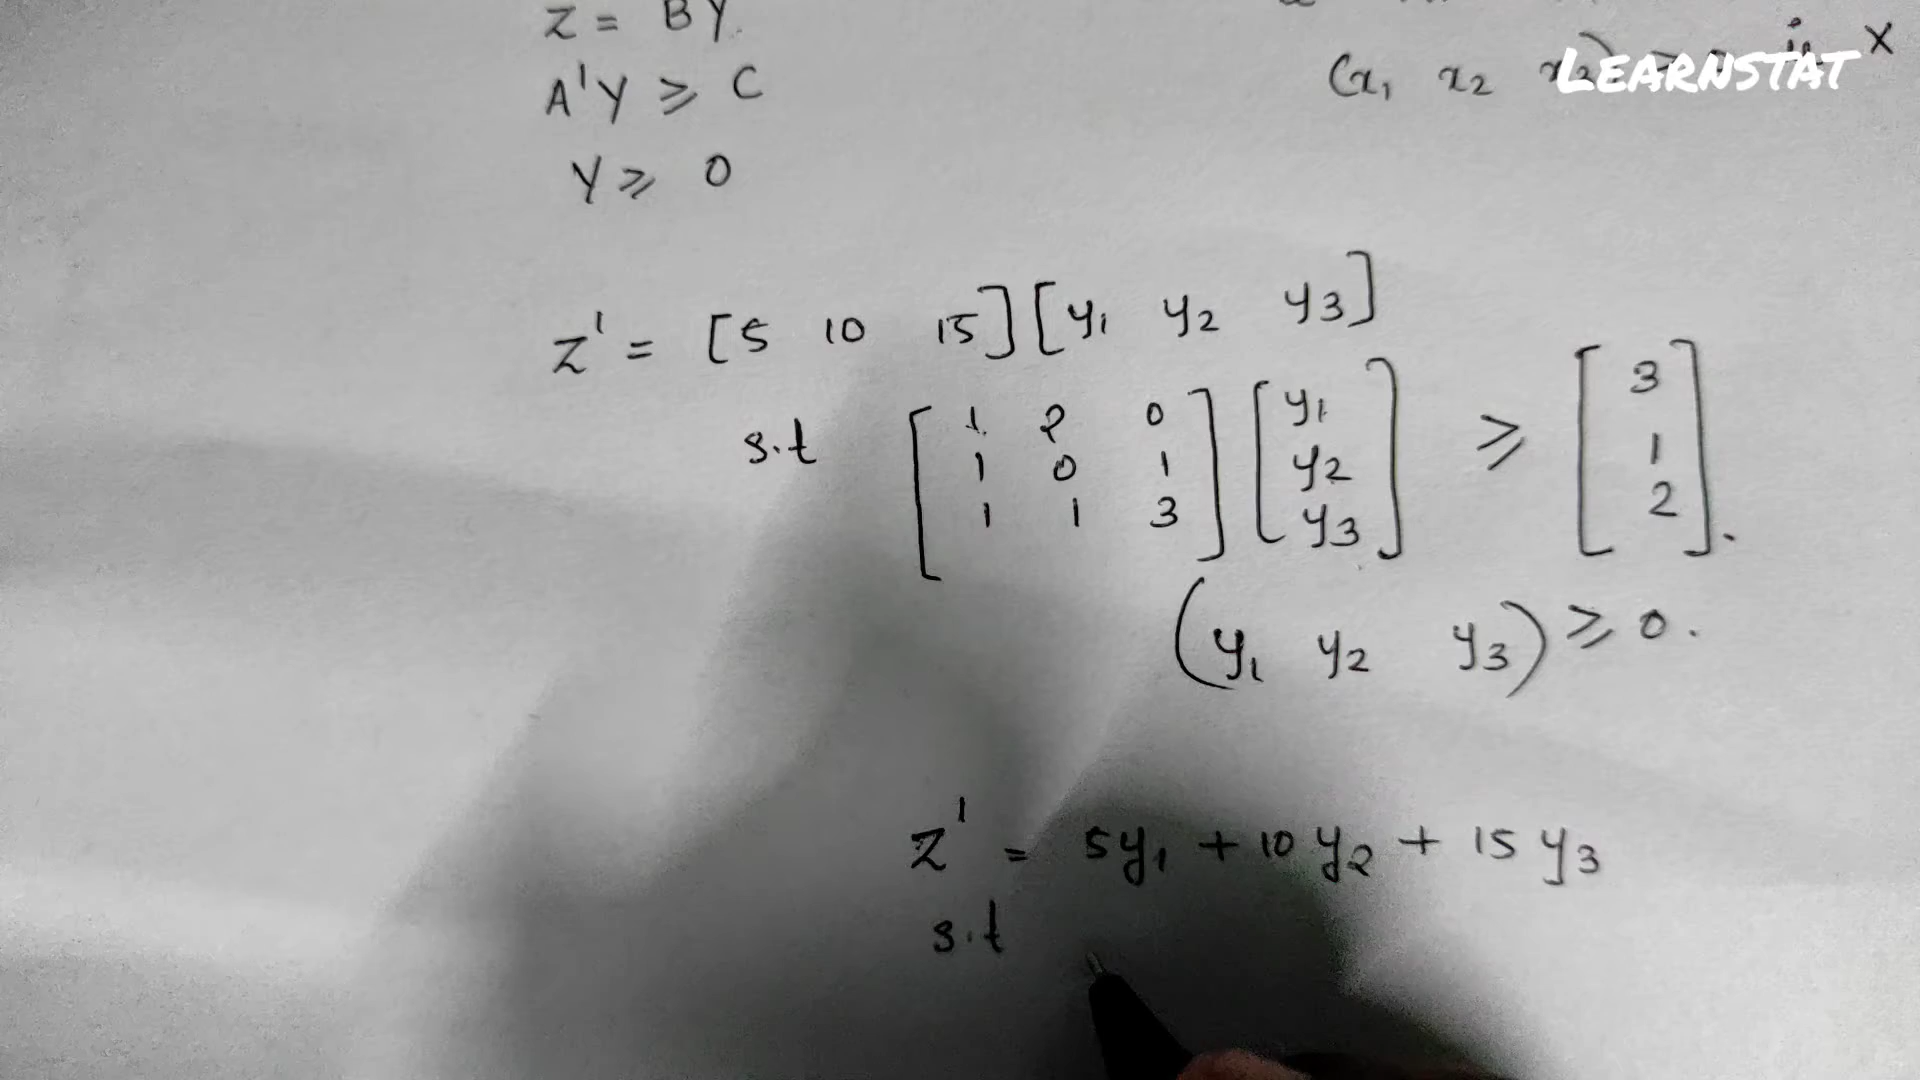 Z = BY
LEARNSTAT
(x₁ x₂
A'Y ⩾ C
Y ⩾ 0
Z' = [5 10 15] [y₁ y₂ y₃]
s.t [1 2 0] [y₁] ⩾ [3]
[1 0 1] [y₂] [1]
[1 1 3] [y₃] [2].
(y₁ y₂ y₃) ⩾ 0.
Z' = 5y₁ + 10y₂ + 15y₃
s.t